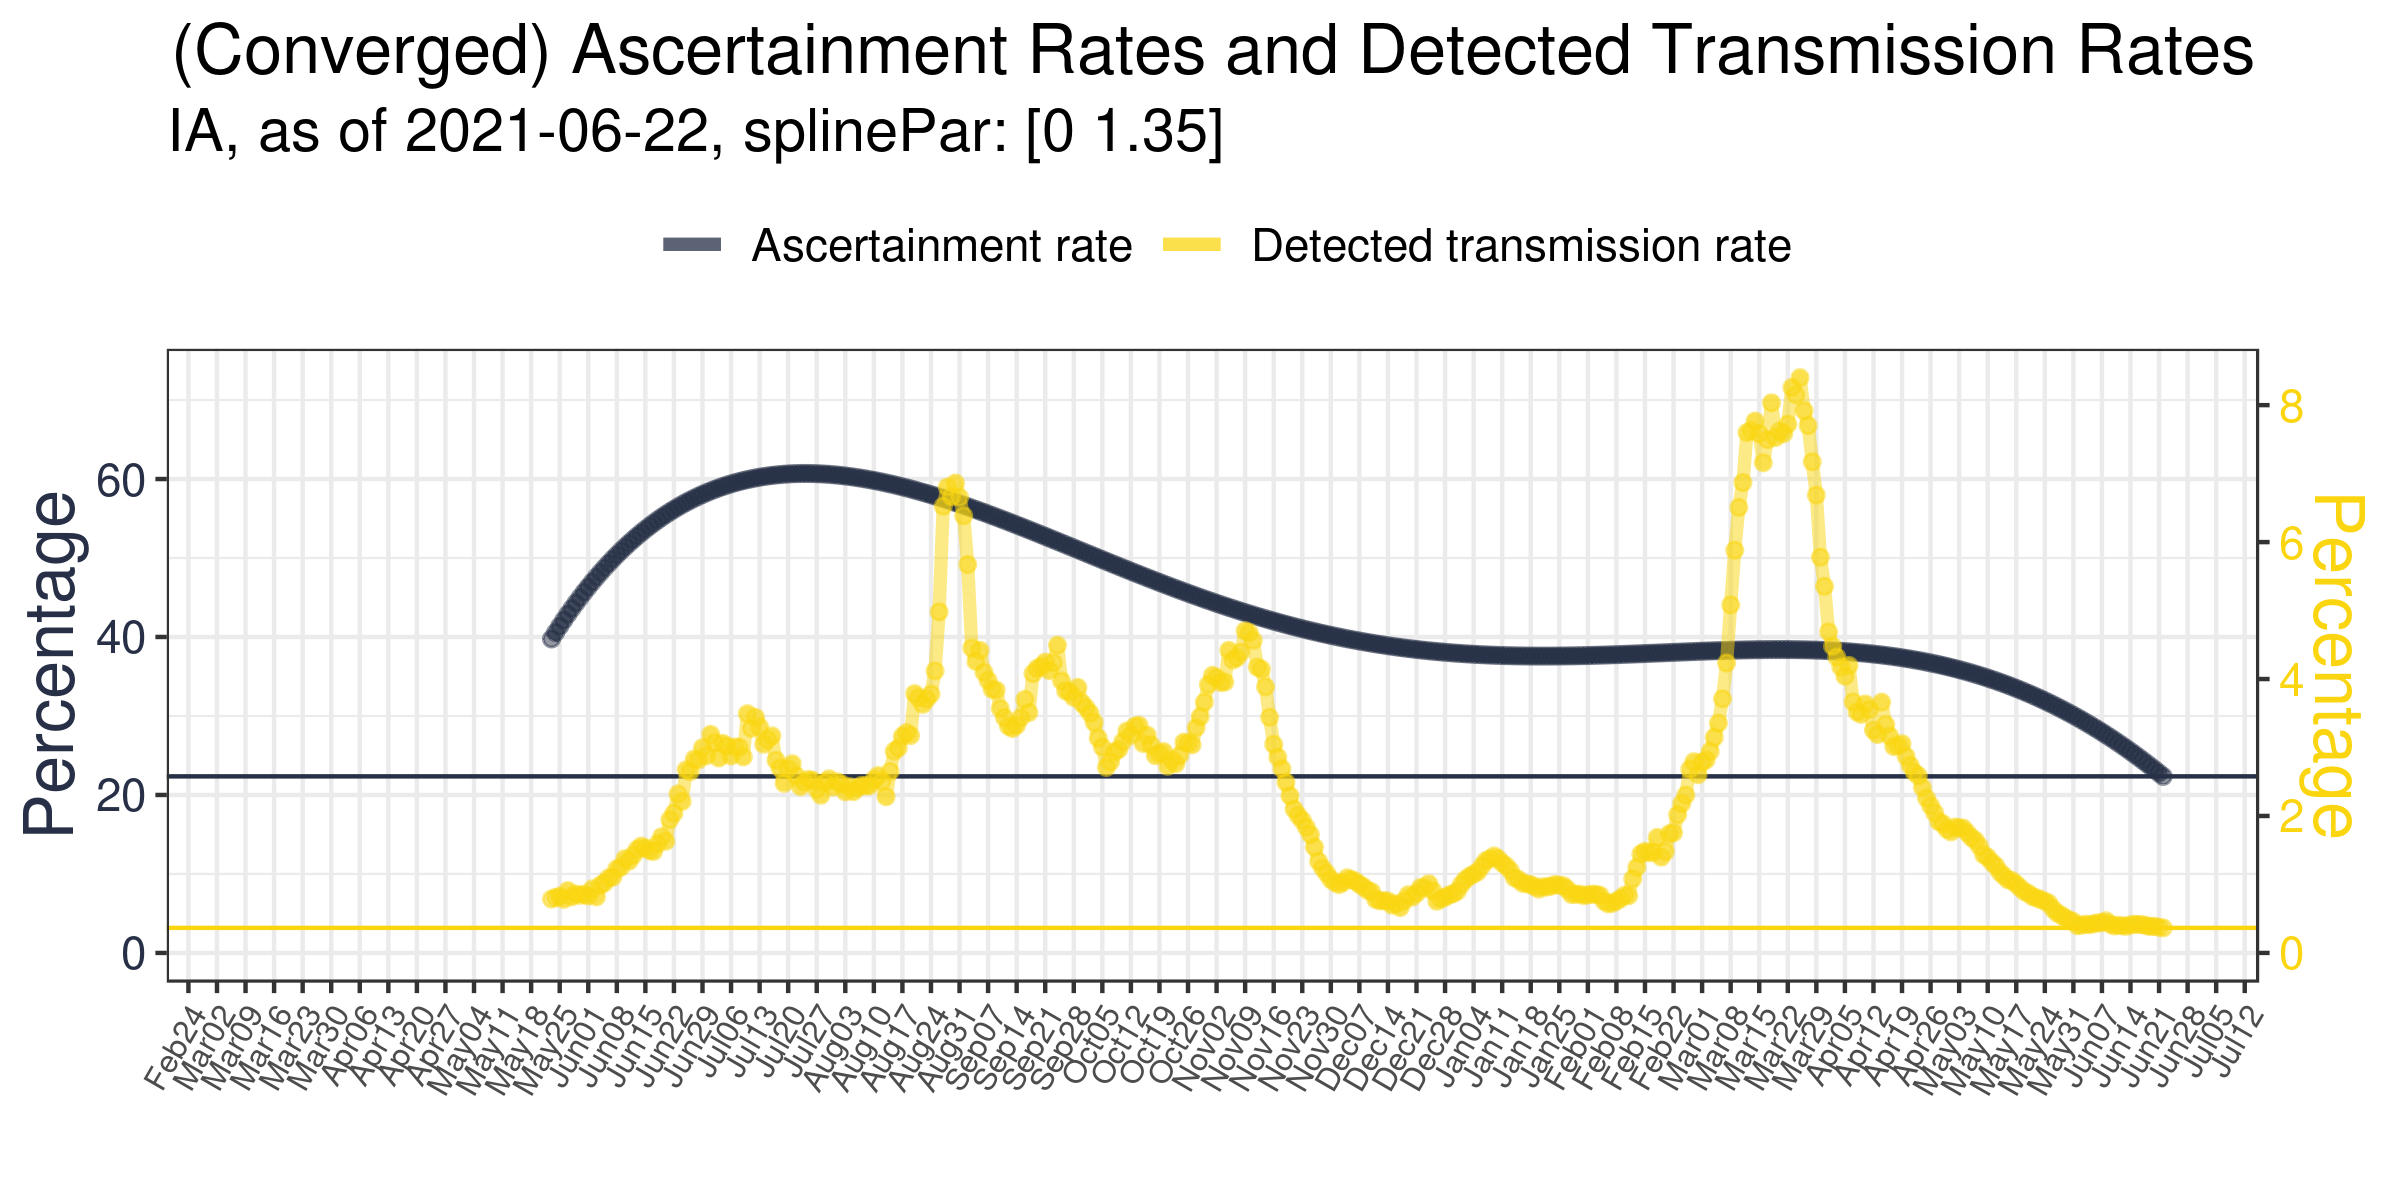 (Converged) Ascertainment Rates and Detected Transmission Rates
IA, as of 2021-06-22, splinePar: [0 1.35]
Ascertainment rate Detected transmission rate
Percentage
60
40
20
0
8
6
4
2
0
Percentage
Feb24 Mar02 Mar09 Mar16 Mar23 Mar30 Apr06 Apr13 Apr20 Apr27 May04 May11 May18 May25 Jun01 Jun08 Jun15 Jun22 Jun29 Jul06 Jul13 Jul20 Jul27 Aug03 Aug10 Aug17 Aug24 Aug31 Sep07 Sep14 Sep21 Sep28 Oct05 Oct12 Oct19 Oct26 Nov02 Nov09 Nov16 Nov23 Nov30 Dec07 Dec14 Dec21 Dec28 Jan04 Jan11 Jan18 Jan25 Feb01 Feb08 Feb15 Feb22 Mar01 Mar08 Mar15 Mar22 Mar29 Apr05 Apr12 Apr19 Apr26 May03 May10 May17 May24 May31 Jun07 Jun14 Jun21 Jun28 Jul05 Jul12